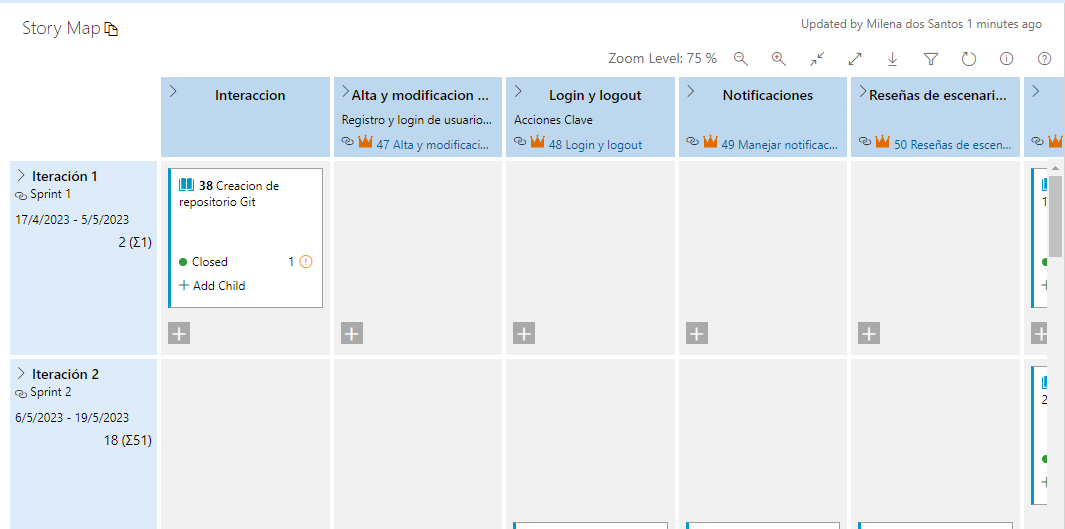 Story Map
Updated by Milena dos Santos 1 minutes ago
Zoom Level: 75 %
Interaccion
Alta y modificacion ...
Registro y login de usuario...
47 Alta y modificaci...
Login y logout
Acciones Clave
48 Login y logout
Notificaciones
49 Manejar notificac...
Reseñas de escenari...
50 Reseñas de escen...
Iteración 1
Sprint 1
17/4/2023 - 5/5/2023
2 (Σ1)
38 Creacion de
repositorio Git
Closed 1
+ Add Child
1
Iteración 2
Sprint 2
6/5/2023 - 19/5/2023
18 (Σ51)
2